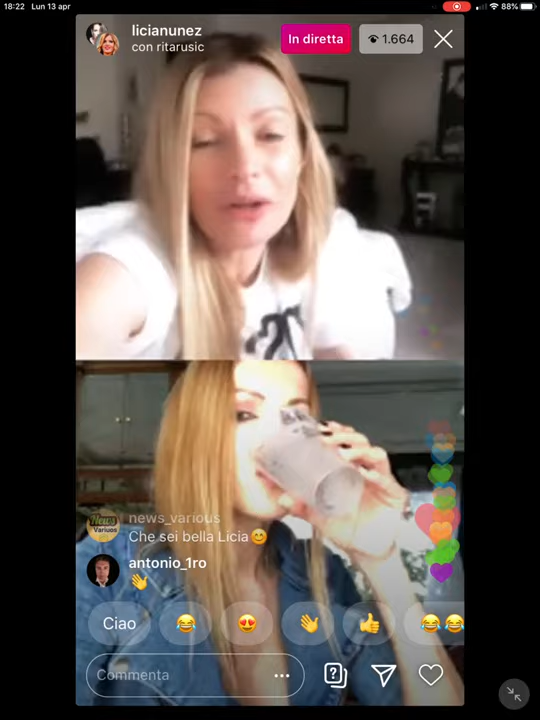 18:22 Lun 13 apr
88%
licianunez
con ritarusic
In diretta
1.664
news_various
Che sei bella Licia😊
antonio_1ro
👋
Ciao 😂 😍 👋 👍 😂😂
Commenta